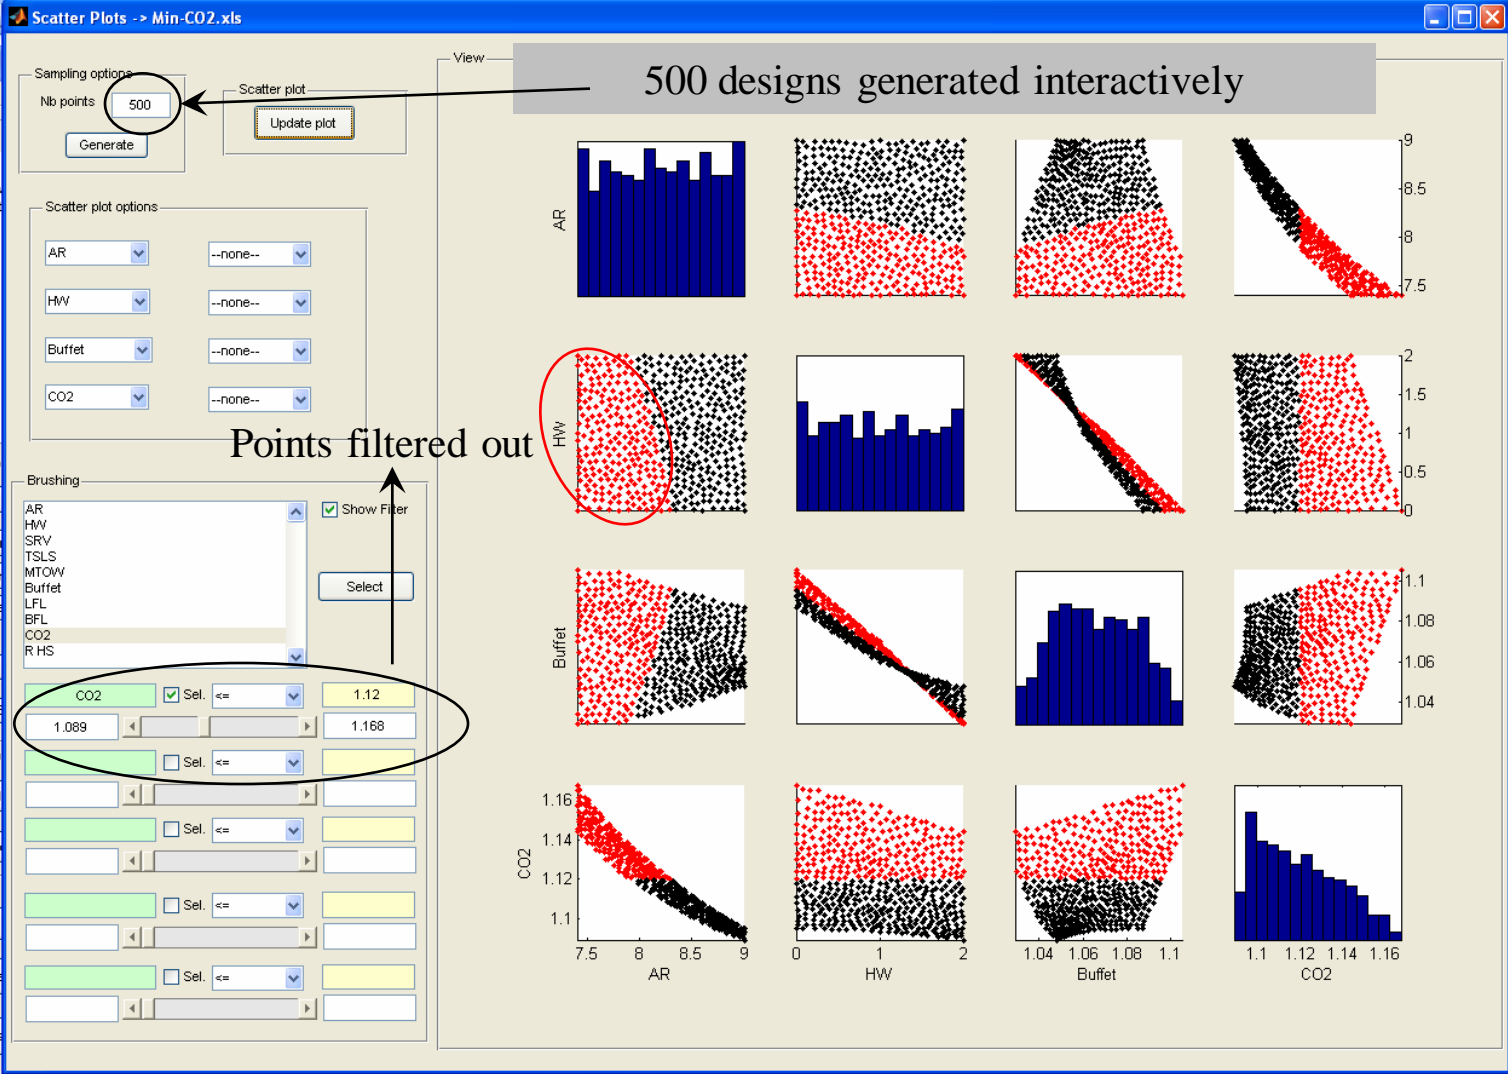 Scatter Plots -> Min-CO2.xls
View
500 designs generated interactively
Sampling options
Nb points 500
Generate
Scatter plot
Update plot
Scatter plot options
AR --none--
HW --none--
Buffet --none--
CO2 --none--
Points filtered out
Brushing
AR
HW
SRV
TSLS
MTOW
Buffet
LFL
BFL
CO2
R HS
Show Filter
Select
CO2 Sel. <= 1.12
1.089 1.168
Sel. <=
Sel. <=
Sel. <=
Sel. <=
AR
9
8.5
8
7.5
HW
2
1.5
1
0.5
0
Buffet
1.1
1.08
1.06
1.04
CO2
1.16
1.14
1.12
1.1
7.5 8 8.5 9
AR
0 1 2
HW
1.04 1.06 1.08 1.1
Buffet
1.1 1.12 1.14 1.16
CO2